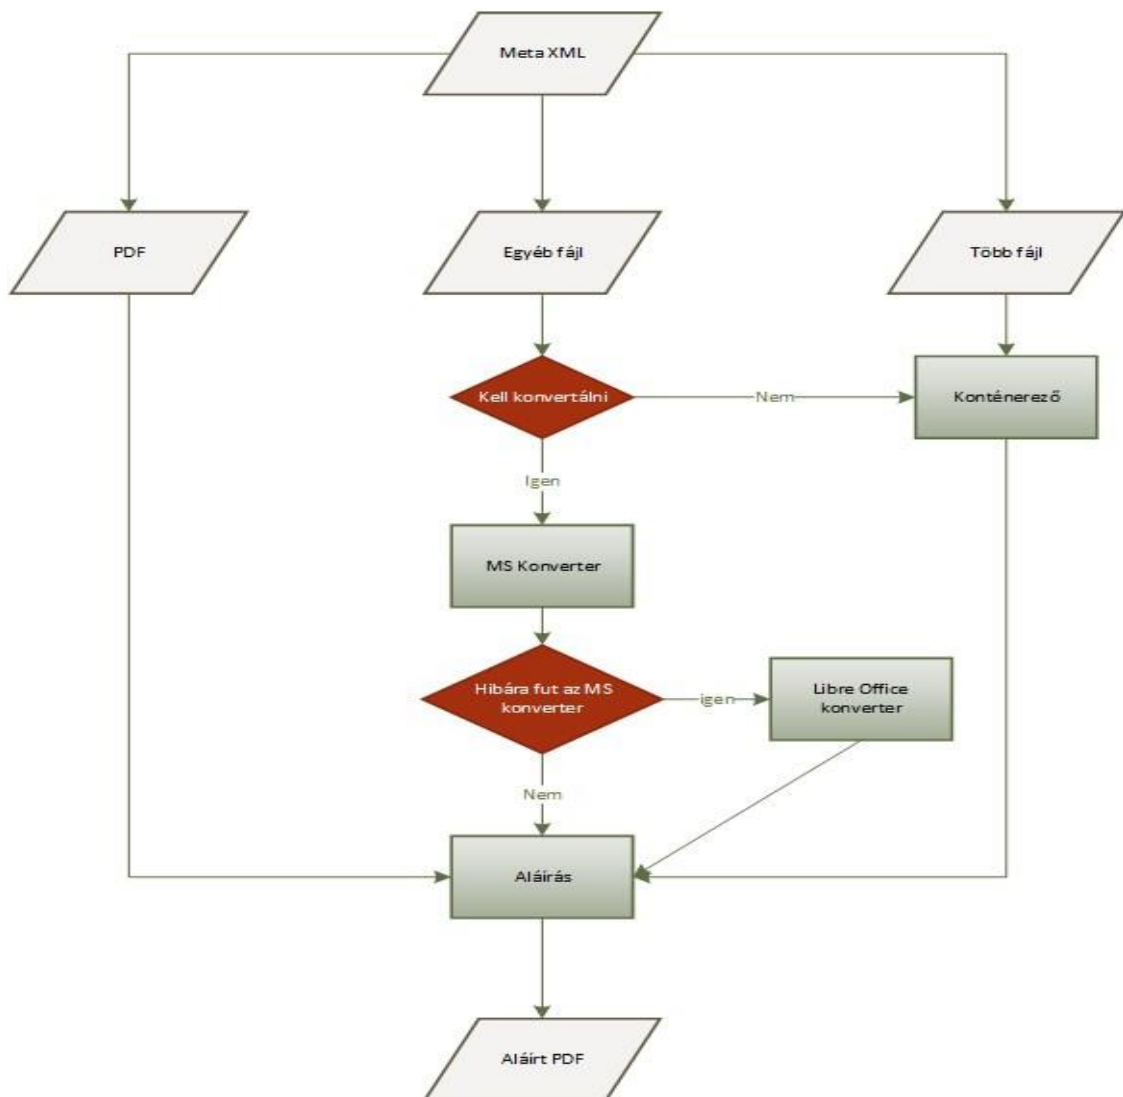 Meta XML
PDF
Egyéb fájl
Több fájl
Kell konvertálni
Nem
Konténerező
Igen
MS Konverter
Hibára fut az MS
konverter
igen
Libre Office
konverter
Nem
Aláírás
Aláírt PDF